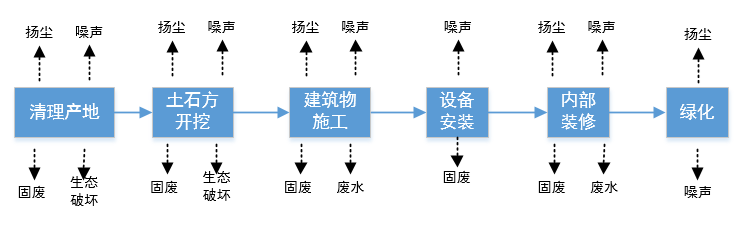 扬尘
噪声
扬尘
噪声
扬尘
噪声
噪声
扬尘
噪声
扬尘
清理产地
土石方
开挖
建筑物
施工
设备
安装
内部
装修
绿化
固废
生态
破坏
固废
生态
破坏
固废
废水
固废
固废
废水
噪声